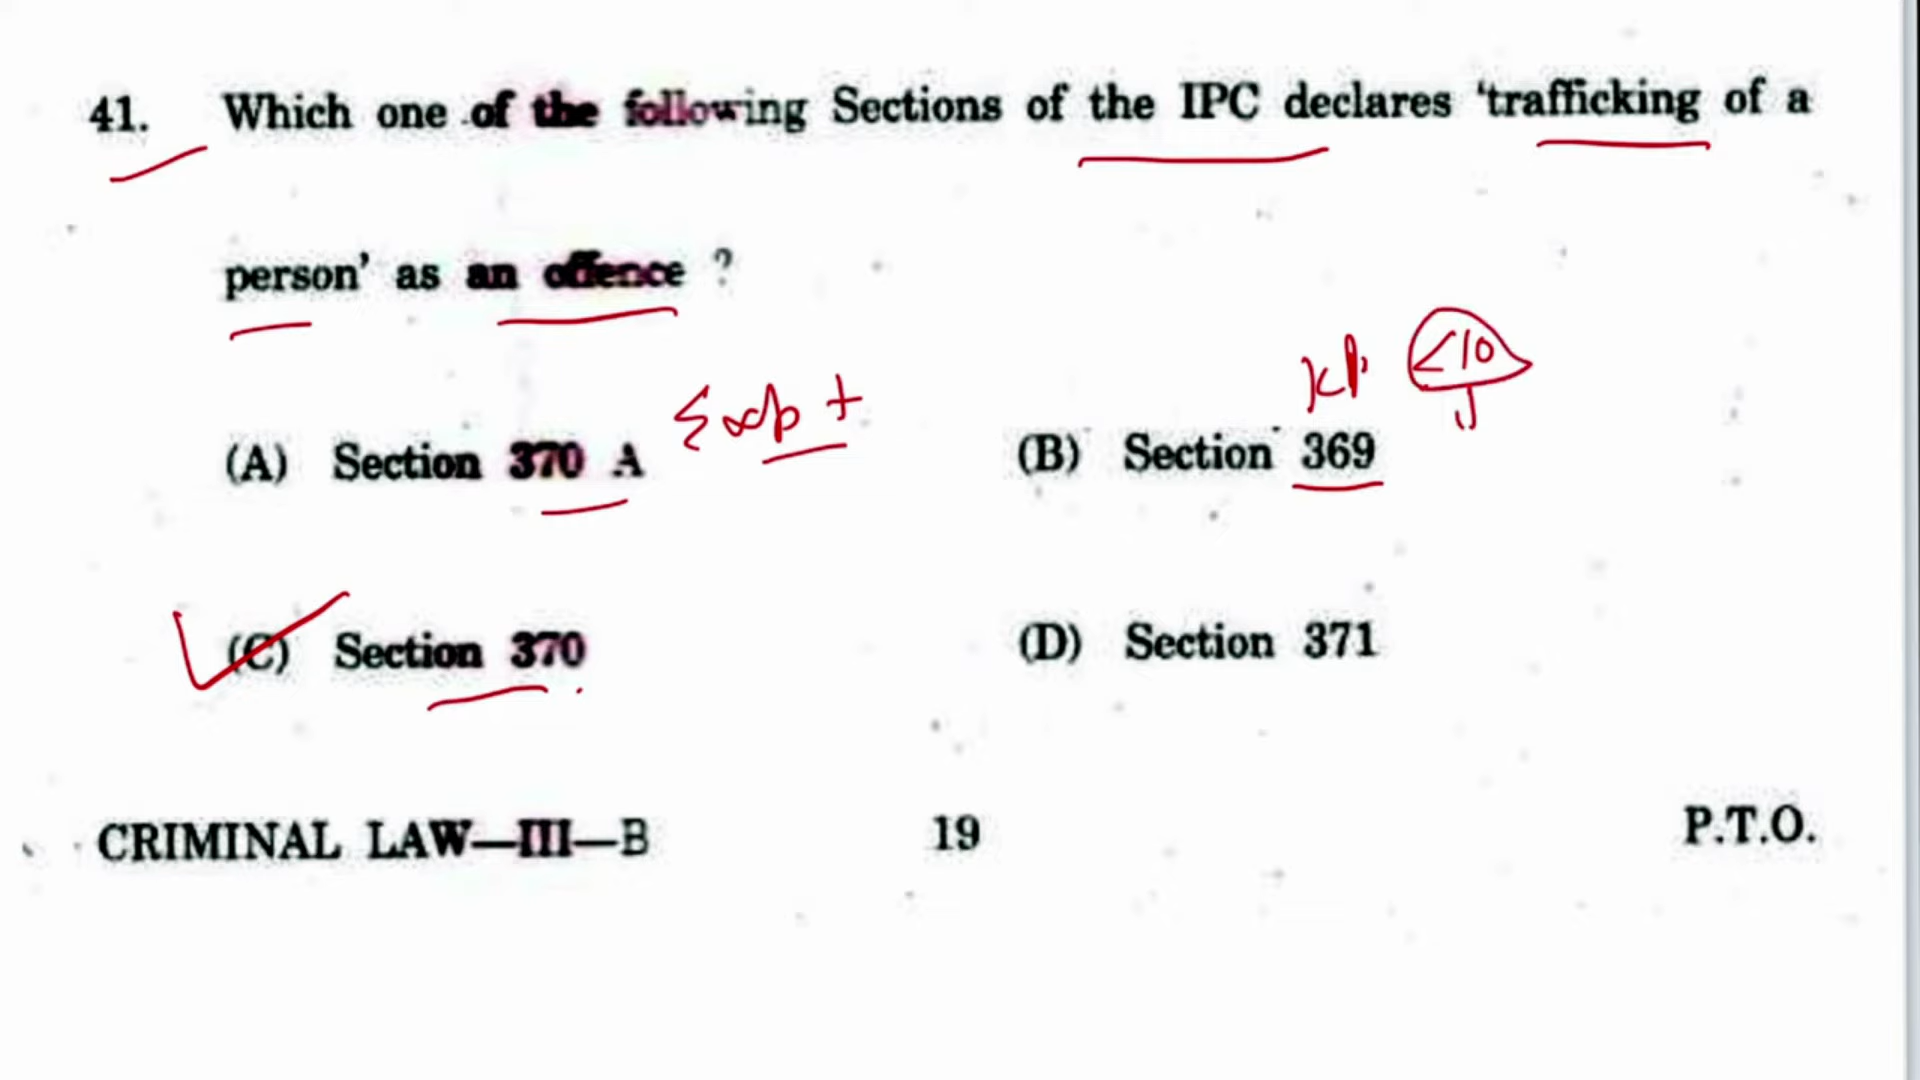 41. Which one of the following Sections of the IPC declares ‘trafficking of a
person’ as an offence ?
<10
(A) Section 370 A
(B) Section 369
(C) Section 370
(D) Section 371
CRIMINAL LAW—III—B 19 P.T.O.